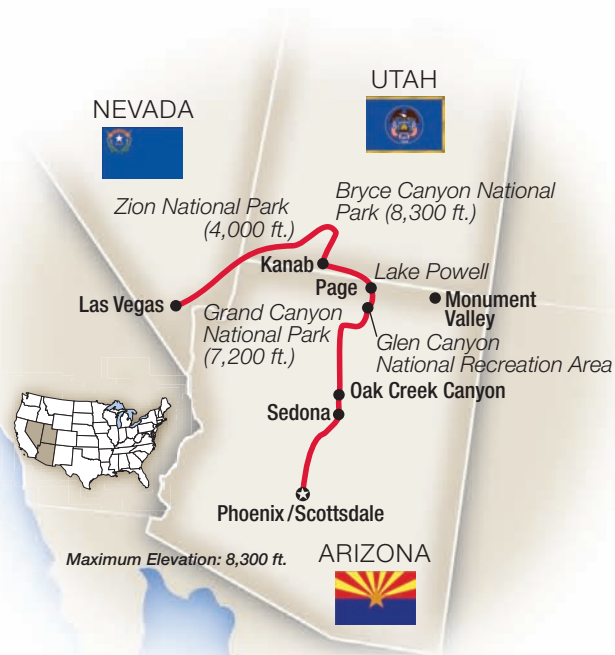 UTAH
NEVADA
Zion National Park
(4,000 ft.)
Bryce Canyon National
Park (8,300 ft.)
Kanab
Lake Powell
Page
Las Vegas
Monument
Valley
Grand Canyon
National Park
(7,200 ft.)
Glen Canyon
National Recreation Area
Oak Creek Canyon
Sedona
Phoenix/Scottsdale
Maximum Elevation: 8,300 ft.
ARIZONA